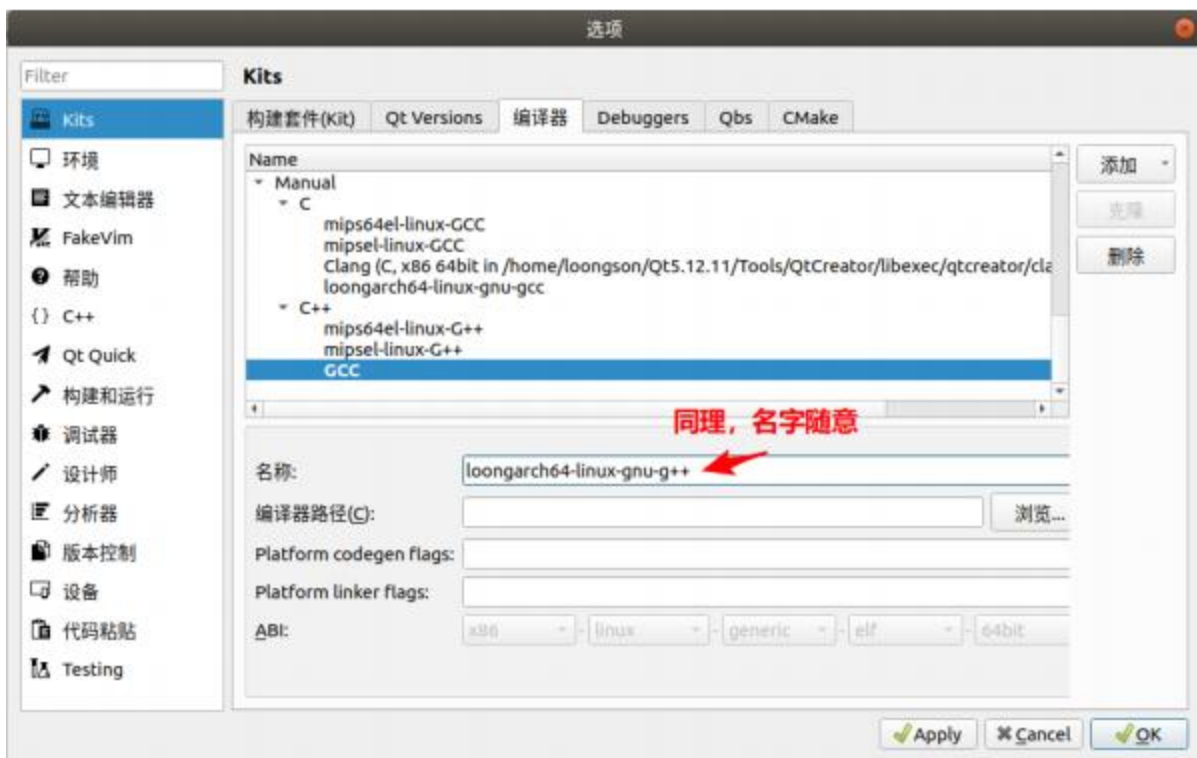 选项
Filter
Kits
环境
文本编辑器
FakeVim
帮助
{} C++
Qt Quick
构建和运行
调试器
设计师
分析器
版本控制
设备
代码粘贴
Testing
Kits
构建套件(Kit) Qt Versions 编译器 Debuggers Qbs CMake
Name
Manual
C
mips64el-linux-GCC
mipsel-linux-GCC
Clang (C, x86 64bit in /home/loongson/Qt5.12.11/Tools/QtCreator/libexec/qtcreator/cla
loongarch64-linux-gnu-gcc
C++
mips64el-linux-G++
mipsel-linux-G++
GCC
添加
克隆
删除
同理，名字随意
名称: loongarch64-linux-gnu-g++
编译器路径(C): 浏览...
Platform codegen flags:
Platform linker flags:
ABI: x86 - linux - generic - elf - 64bit
Apply Cancel OK